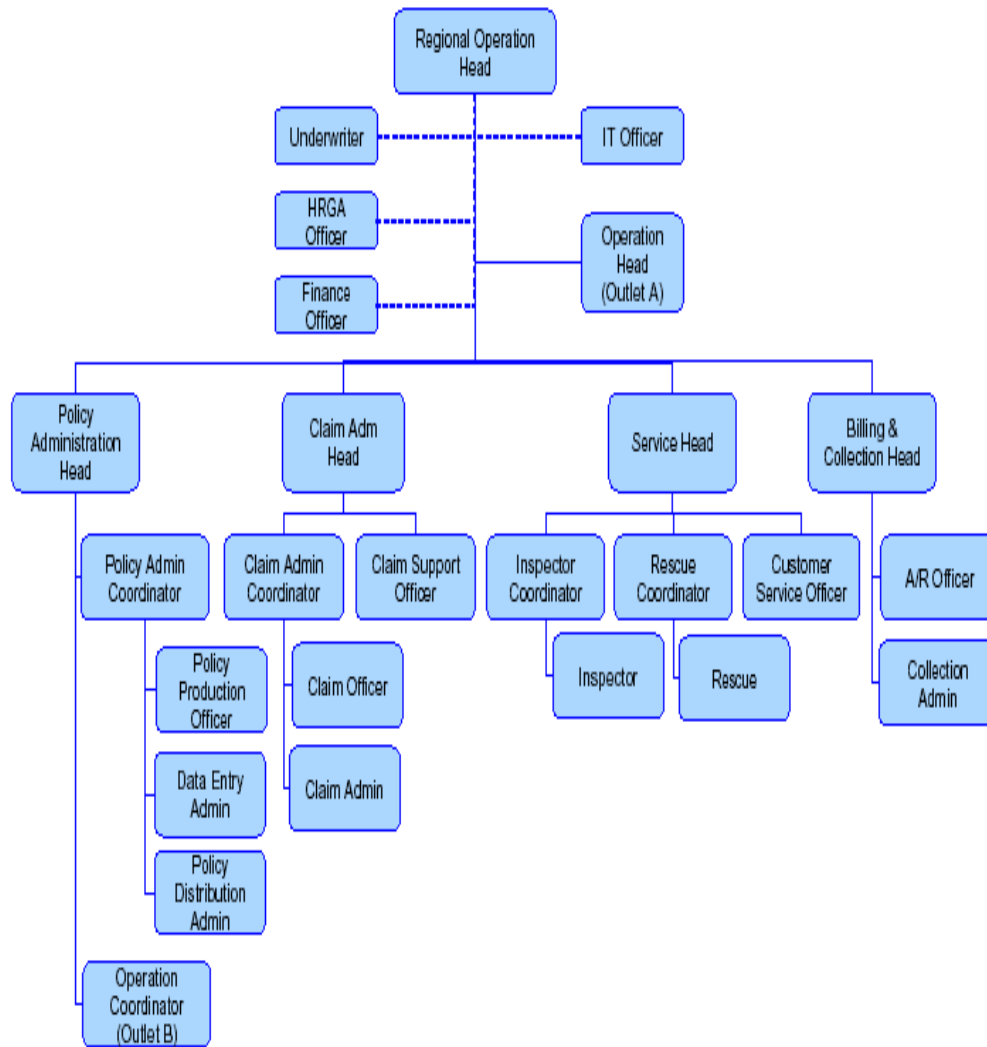 Regional Operation
Head
Underwriter
IT Officer
HRGA
Officer
Operation
Head
(Outlet A)
Finance
Officer
Policy
Administration
Head
Claim Adm
Head
Service Head
Billing &
Collection Head
Policy Admin
Coordinator
Claim Admin
Coordinator
Claim Support
Officer
Inspector
Coordinator
Rescue
Coordinator
Customer
Service Officer
A/R Officer
Policy
Production
Officer
Claim Officer
Inspector
Rescue
Collection
Admin
Data Entry
Admin
Claim Admin
Policy
Distribution
Admin
Operation
Coordinator
(Outlet B)